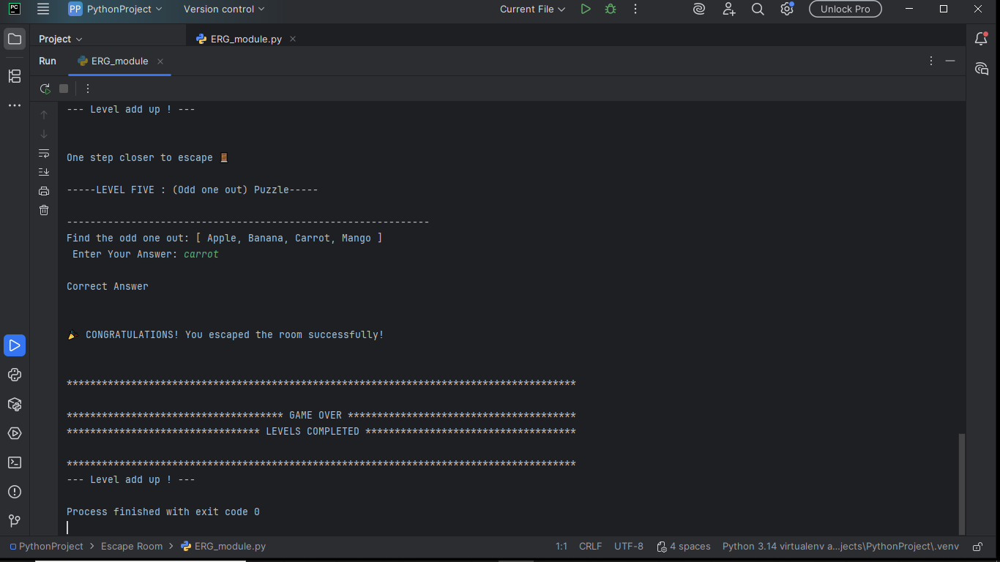 PC PP PythonProject Version control Current File Unlock Pro
Project ERG_module.py
Run ERG_module
--- Level add up ! ---
One step closer to escape 🚪
-----LEVEL FIVE : (Odd one out) Puzzle-----
--------------------------------------------------------------
Find the odd one out: [ Apple, Banana, Carrot, Mango ]
Enter Your Answer: carrot
Correct Answer
🎉 CONGRATULATIONS! You escaped the room successfully!
***************************************************************************************
************************************* GAME OVER ***************************************
********************************* LEVELS COMPLETED ************************************
***************************************************************************************
--- Level add up ! ---
Process finished with exit code 0
PythonProject > Escape Room > ERG_module.py 1:1 CRLF UTF-8 4 spaces Python 3.14 virtualenv a...jects\PythonProject\.venv